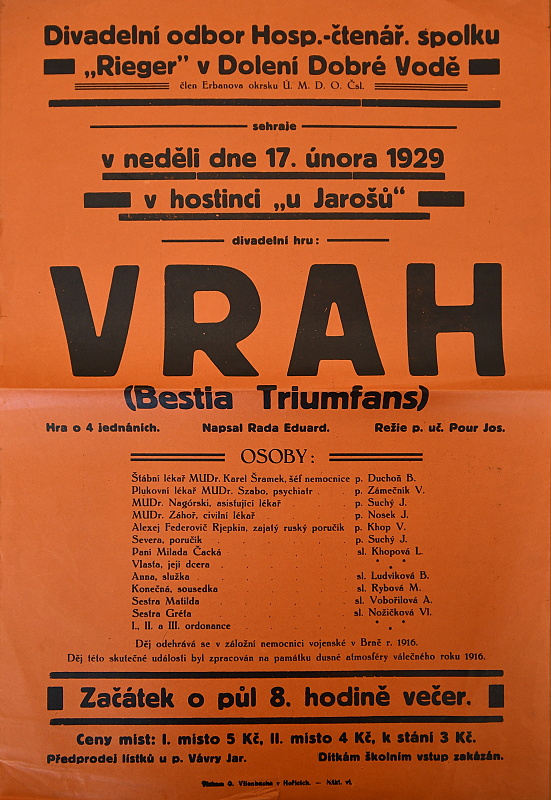 Divadelní odbor Hosp.-čtenář. spolku
„Rieger" v Dolení Dobré Vodě
člen Erbanova okrsku Ú. M. D. O. Čsl.
sehraje
v neděli dne 17. února 1929
v hostinci „u Jarošů"
divadelní hru:
VRAH
(Bestia Triumfans)
Hra o 4 jednáních. Napsal Rada Eduard. Režie p. uč. Pour Jos.
OSOBY:
Štábní lékař MUDr. Karel Šramek, šéf nemocnice p. Duchoň B.
Plukovní lékař MUDr. Szabo, psychiatr . p. Zámečník V.
MUDr. Nagórski, asistující lékař . . . p. Suchý J.
MUDr. Záhoř, civilní lékař . . . . p. Nosek J.
Alexej Federovič Rjepkin, zajatý ruský poručik p. Khop V.
Severa, poručik . . . . . . p. Suchý J.
Paní Milada Čacká . . . . . sl. Khopová L.
Vlasta, její dcera . . . . . * * *
Anna, služka . . . . . . sl. Ludvíková B.
Konečná, sousedka . . . . . sl. Rybová M.
Sestra Matilda . . . . . . sl. Vobořilová A.
Sestra Gréta . . . . . . sl. Nožičková Vl.
I., II. a III. ordonance . . . . * * *
Děj odehrává se v záložní nemocnici vojenské v Brně r. 1916.
Děj této skutečné události byl zpracován na památku dusné atmosféry válečného roku 1916.
Začátek o půl 8. hodině večer.
Ceny míst: I. místo 5 Kč, II. místo 4 Kč, k stání 3 Kč.
Předprodej lístků u p. Vávry Jar. Dítkám školním vstup zakázán.
Tiskem O. Vitenbacha v Hořicích. — Nákl. vl.